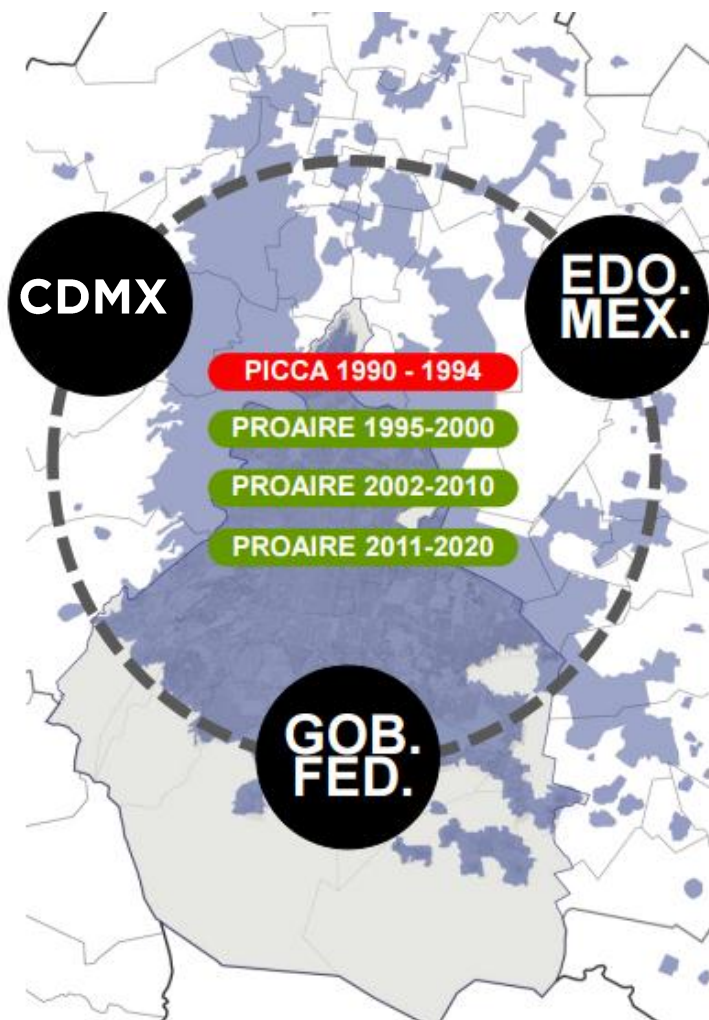 CDMX
EDO.
MEX.
PICCA 1990 - 1994
PROAIRE 1995-2000
PROAIRE 2002-2010
PROAIRE 2011-2020
GOB.
FED.